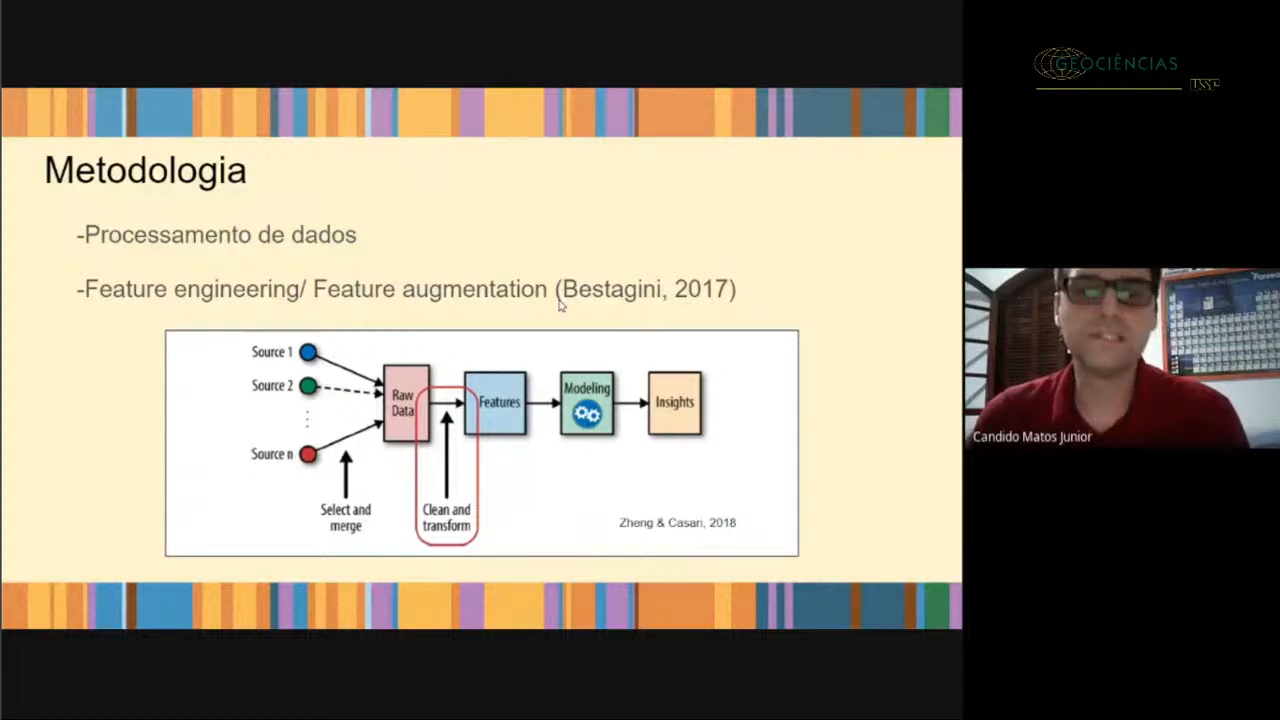 GEOCIÊNCIAS
USP
Metodologia
-Processamento de dados
-Feature engineering/ Feature augmentation (Bestagini, 2017)
Source 1
Source 2
Source n
Raw
Data
Features
Modeling
Insights
Select and
merge
Clean and
transform
Zheng & Casari, 2018
Candido Matos Junior